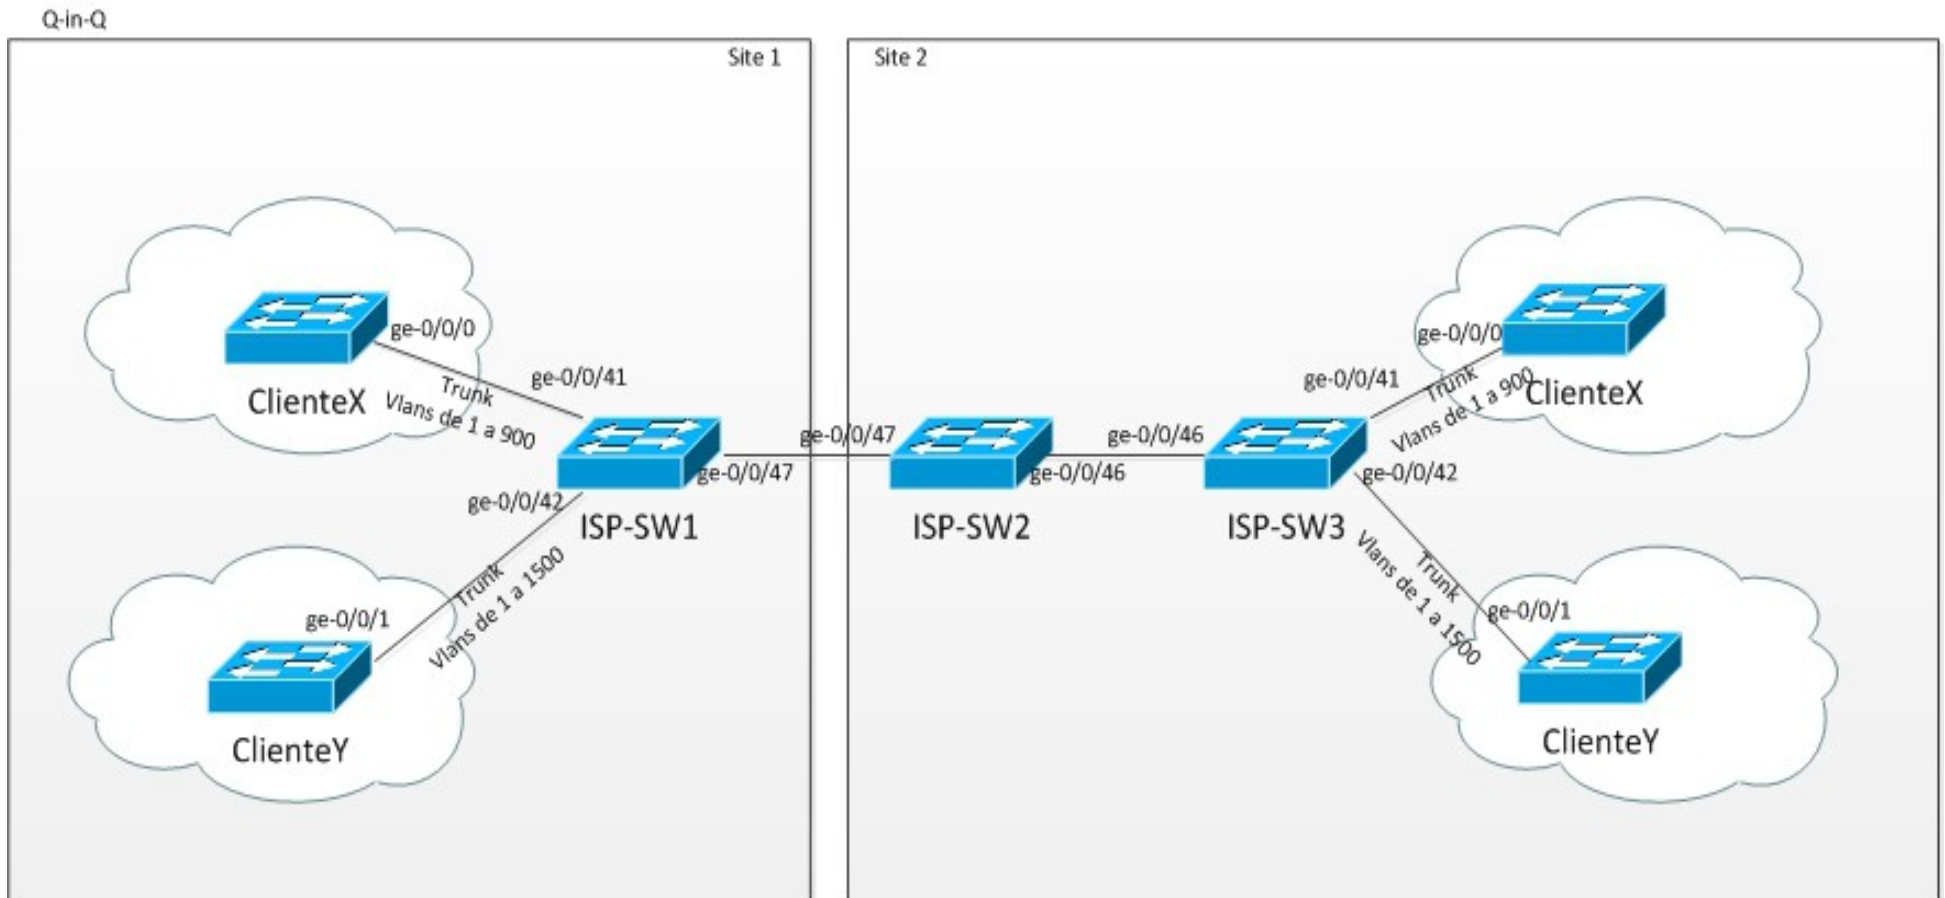 Q-in-Q
Site 1
Site 2
ge-0/0/0
ClienteX
Trunk
Vlans de 1 a 900
ge-0/0/41
ge-0/0/47
ge-0/0/42
ISP-SW1
Trunk
Vlans de 1 a 1500
ge-0/0/1
ClienteY
ge-0/0/47
ge-0/0/46
ISP-SW2
ge-0/0/46
ISP-SW3
ge-0/0/41
Trunk
Vlans de 1 a 900
ge-0/0/0
ClienteX
ge-0/0/42
Trunk
Vlans de 1 a 1500
ge-0/0/1
ClienteY